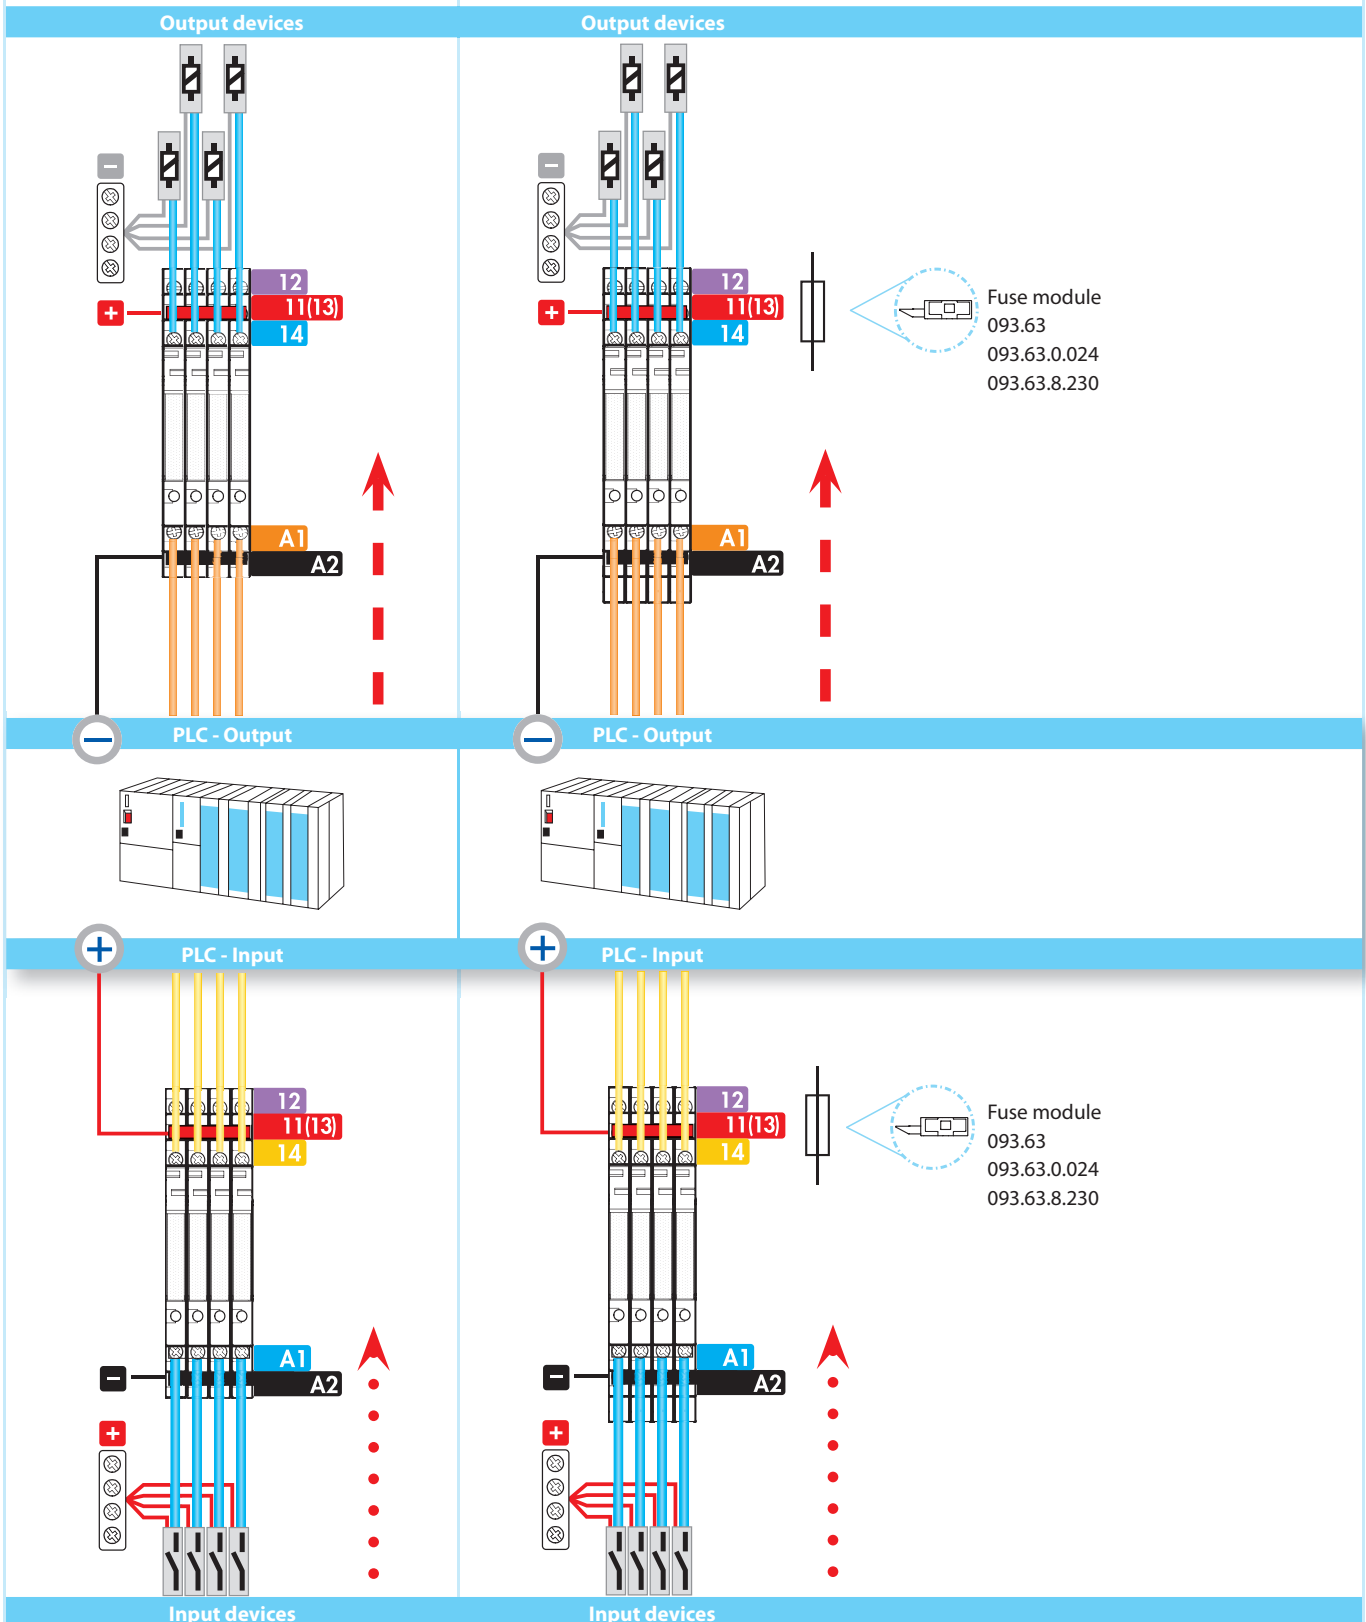 Output devices
Output devices
−
12
+
11(13)
14
A1
A2
−
12
+
11(13)
14
A1
A2
Fuse module
093.63
093.63.0.024
093.63.8.230
−
PLC - Output
−
PLC - Output
+
PLC - Input
+
PLC - Input
12
11(13)
14
A1
−
A2
+
12
11(13)
14
A1
−
A2
+
Fuse module
093.63
093.63.0.024
093.63.8.230
Input devices
Input devices